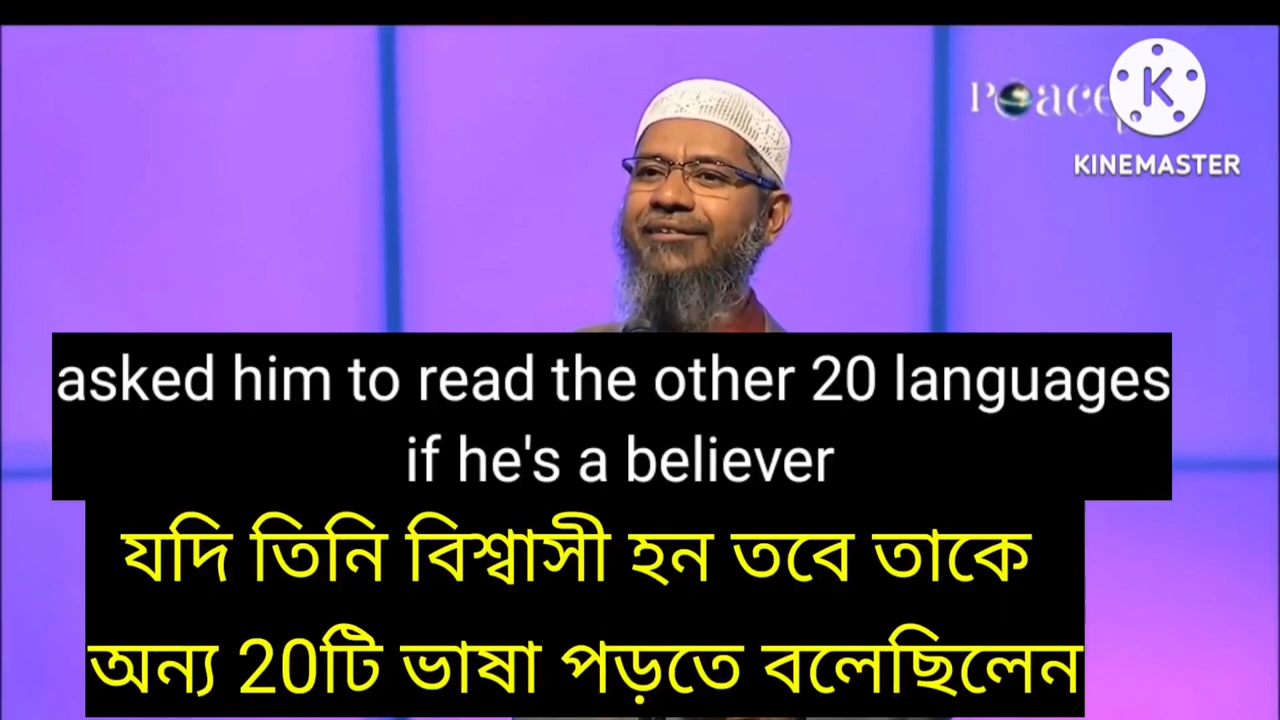 Peace
KINEMASTER
asked him to read the other 20 languages
if he's a believer
যদি তিনি বিশ্বাসী হন তবে তাকে
অন্য 20টি ভাষা পড়তে বলেছিলেন